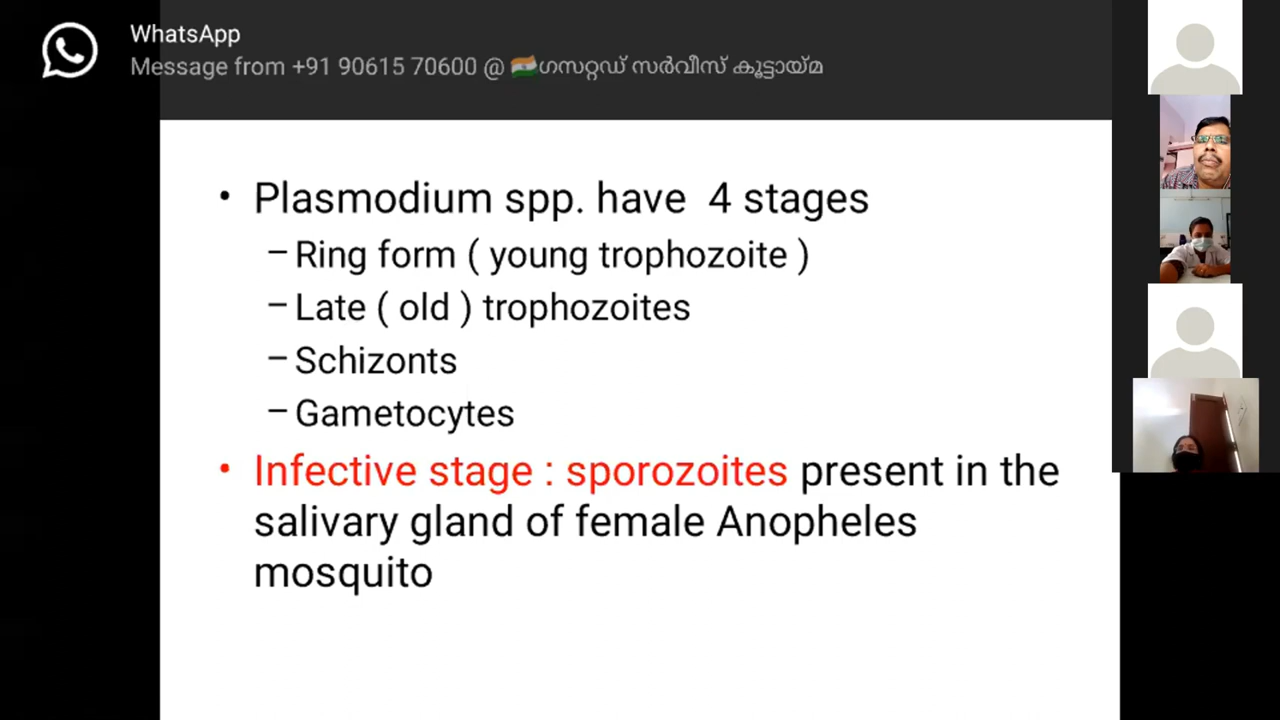 WhatsApp
Message from +91 90615 70600 @ 🇮🇳ഗസറ്റഡ് സർവീസ് കൂട്ടായ്മ
• Plasmodium spp. have 4 stages
– Ring form ( young trophozoite )
– Late ( old ) trophozoites
– Schizonts
– Gametocytes
• Infective stage : sporozoites present in the
salivary gland of female Anopheles
mosquito